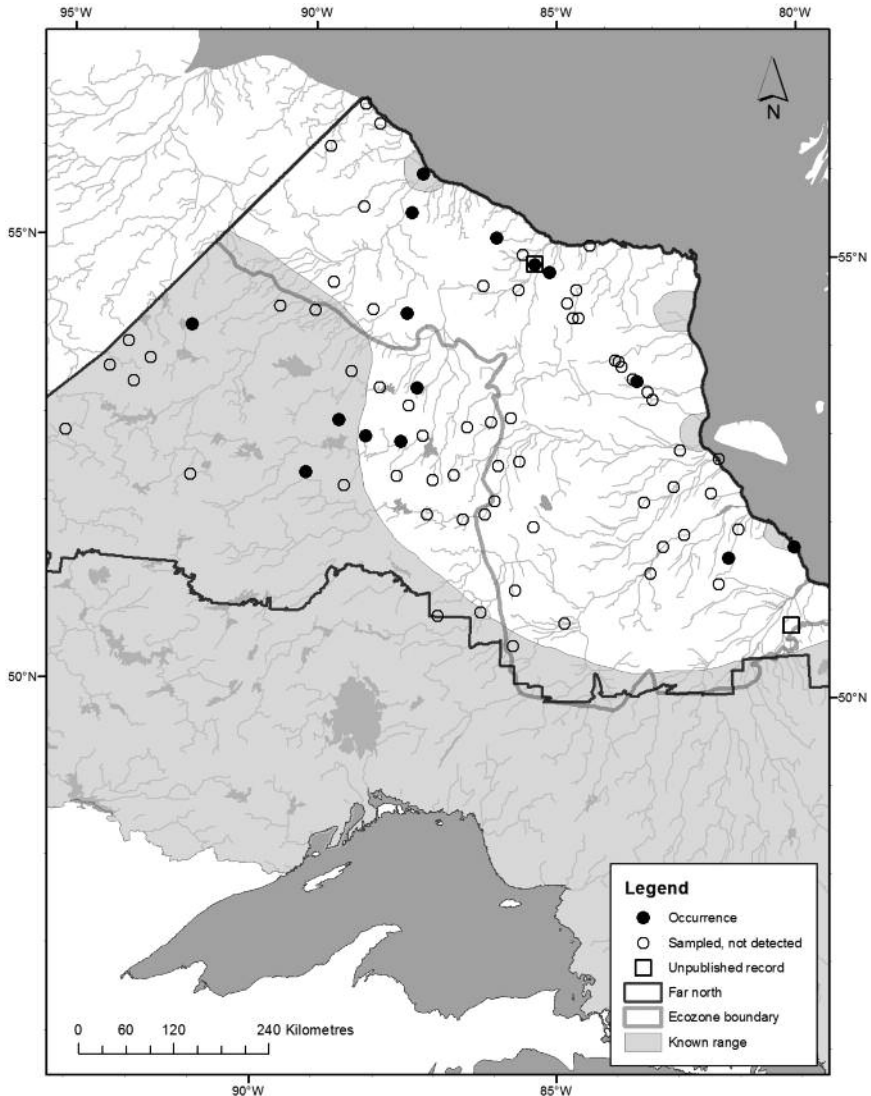 95°W 90°W 85°W 80°W
N
55°N 55°N
50°N 50°N
Legend
Occurrence
Sampled, not detected
Unpublished record
Far north
Ecozone boundary
Known range
0 60 120 240 Kilometres
90°W 85°W